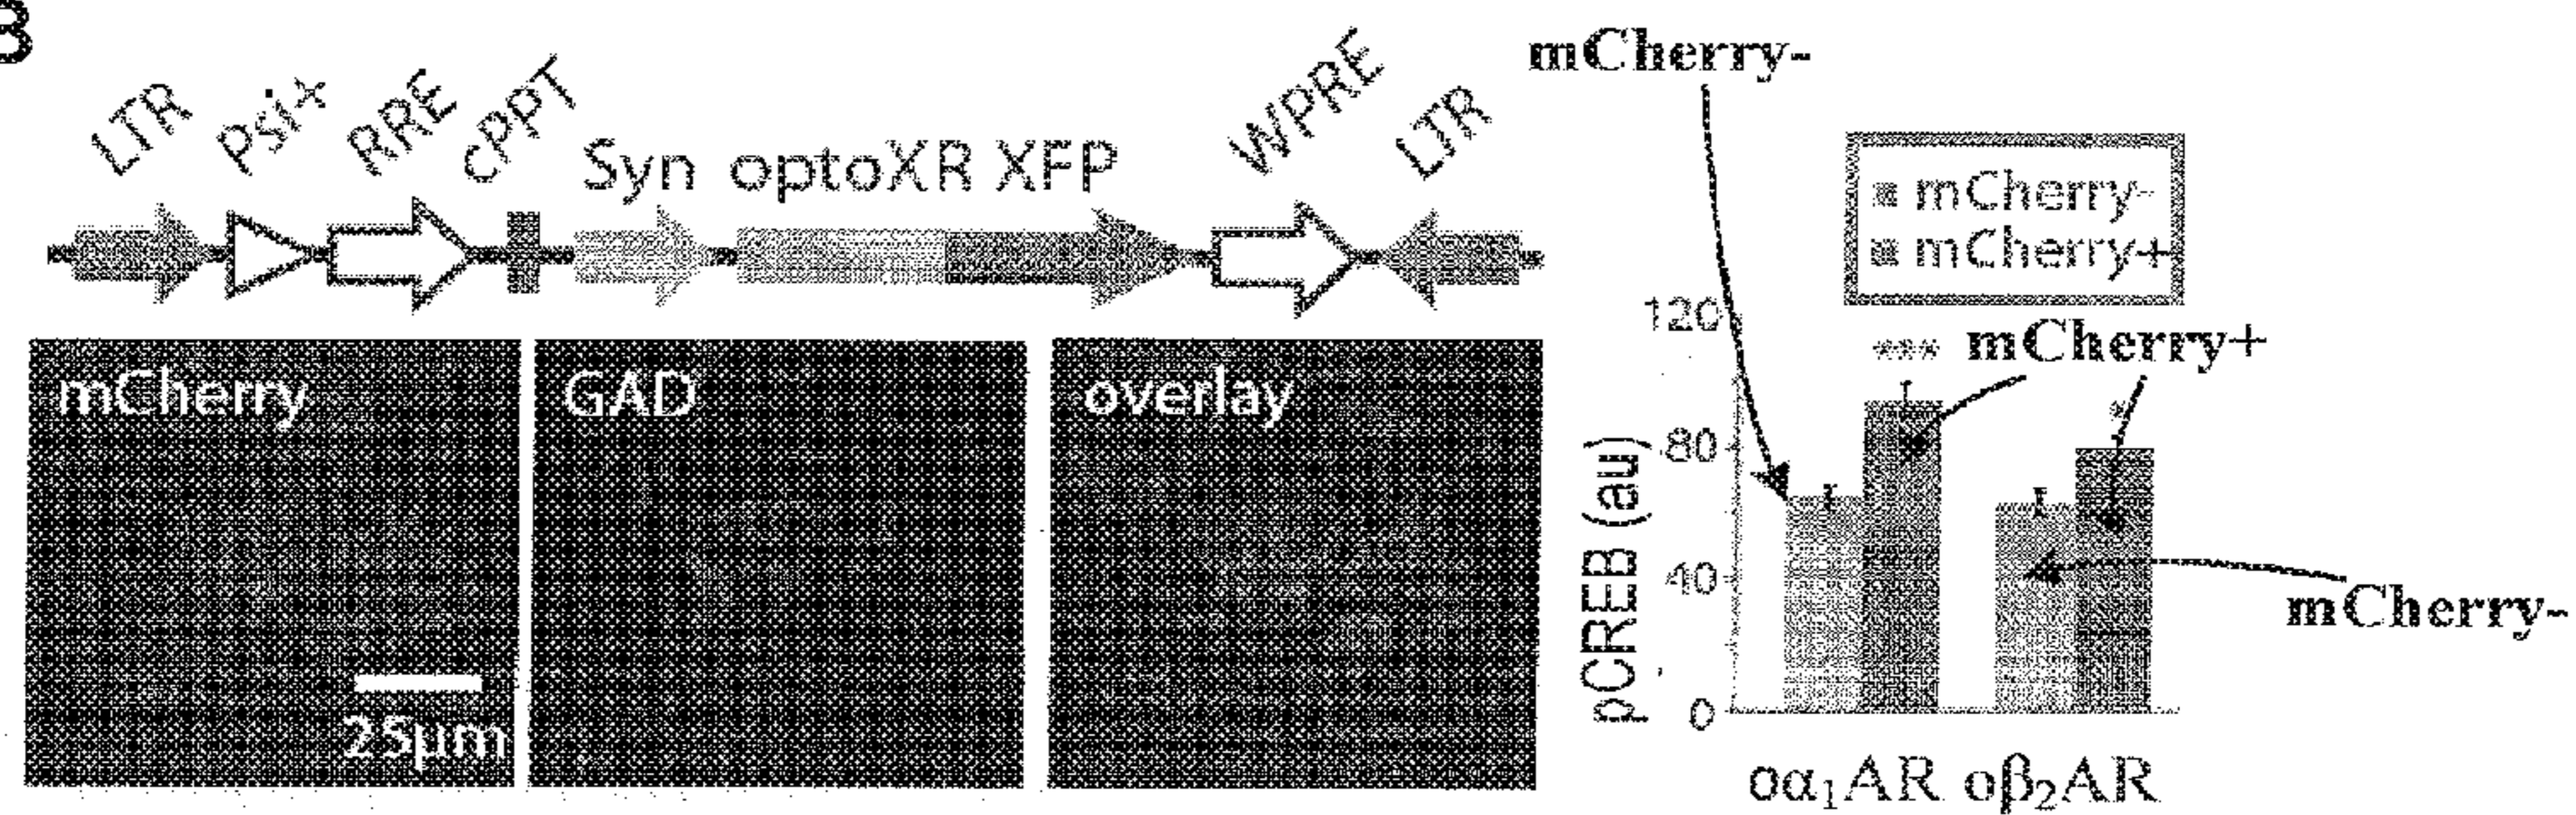 B
LTR Psi+ RRE cPPT Syn optoXR XFP WPRE LTR
mCherry
GAD
overlay
25µm
mCherry-
mCherry-
mCherry+
***
mCherry+
*
mCherry-
120
80
40
0
pCREB (au)
oα₁AR oβ₂AR